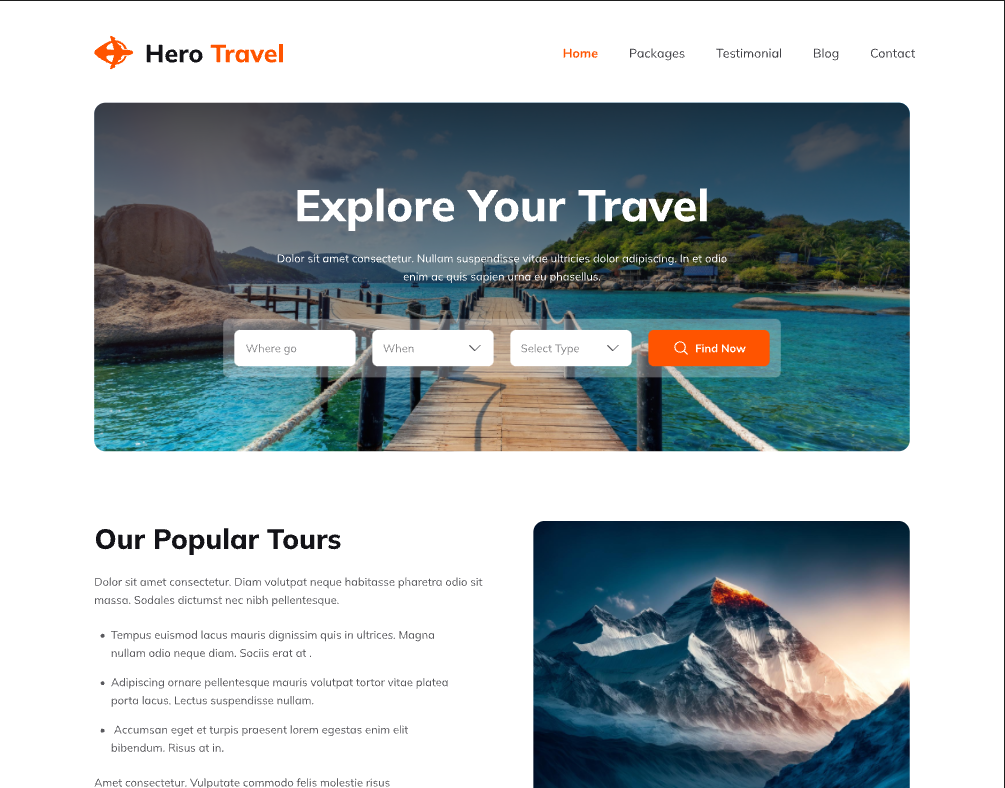 Hero Travel
Home Packages Testimonial Blog Contact
Explore Your Travel
Dolor sit amet consectetur. Nullam suspendisse vitae ultricies dolor adipiscing. In et odio
enim ac quis sapien urna eu phasellus.
Where go
When
Select Type
Find Now
Our Popular Tours
Dolor sit amet consectetur. Diam volutpat neque habitasse pharetra odio sit
massa. Sodales dictumst nec nibh pellentesque.
• Tempus euismod lacus mauris dignissim quis in ultrices. Magna
nullam odio neque diam. Sociis erat at .
• Adipiscing ornare pellentesque mauris volutpat tortor vitae platea
porta lacus. Lectus suspendisse nullam.
• Accumsan eget et turpis praesent lorem egestas enim elit
bibendum. Risus at in.
Amet consectetur. Vulputate commodo felis molestie risus